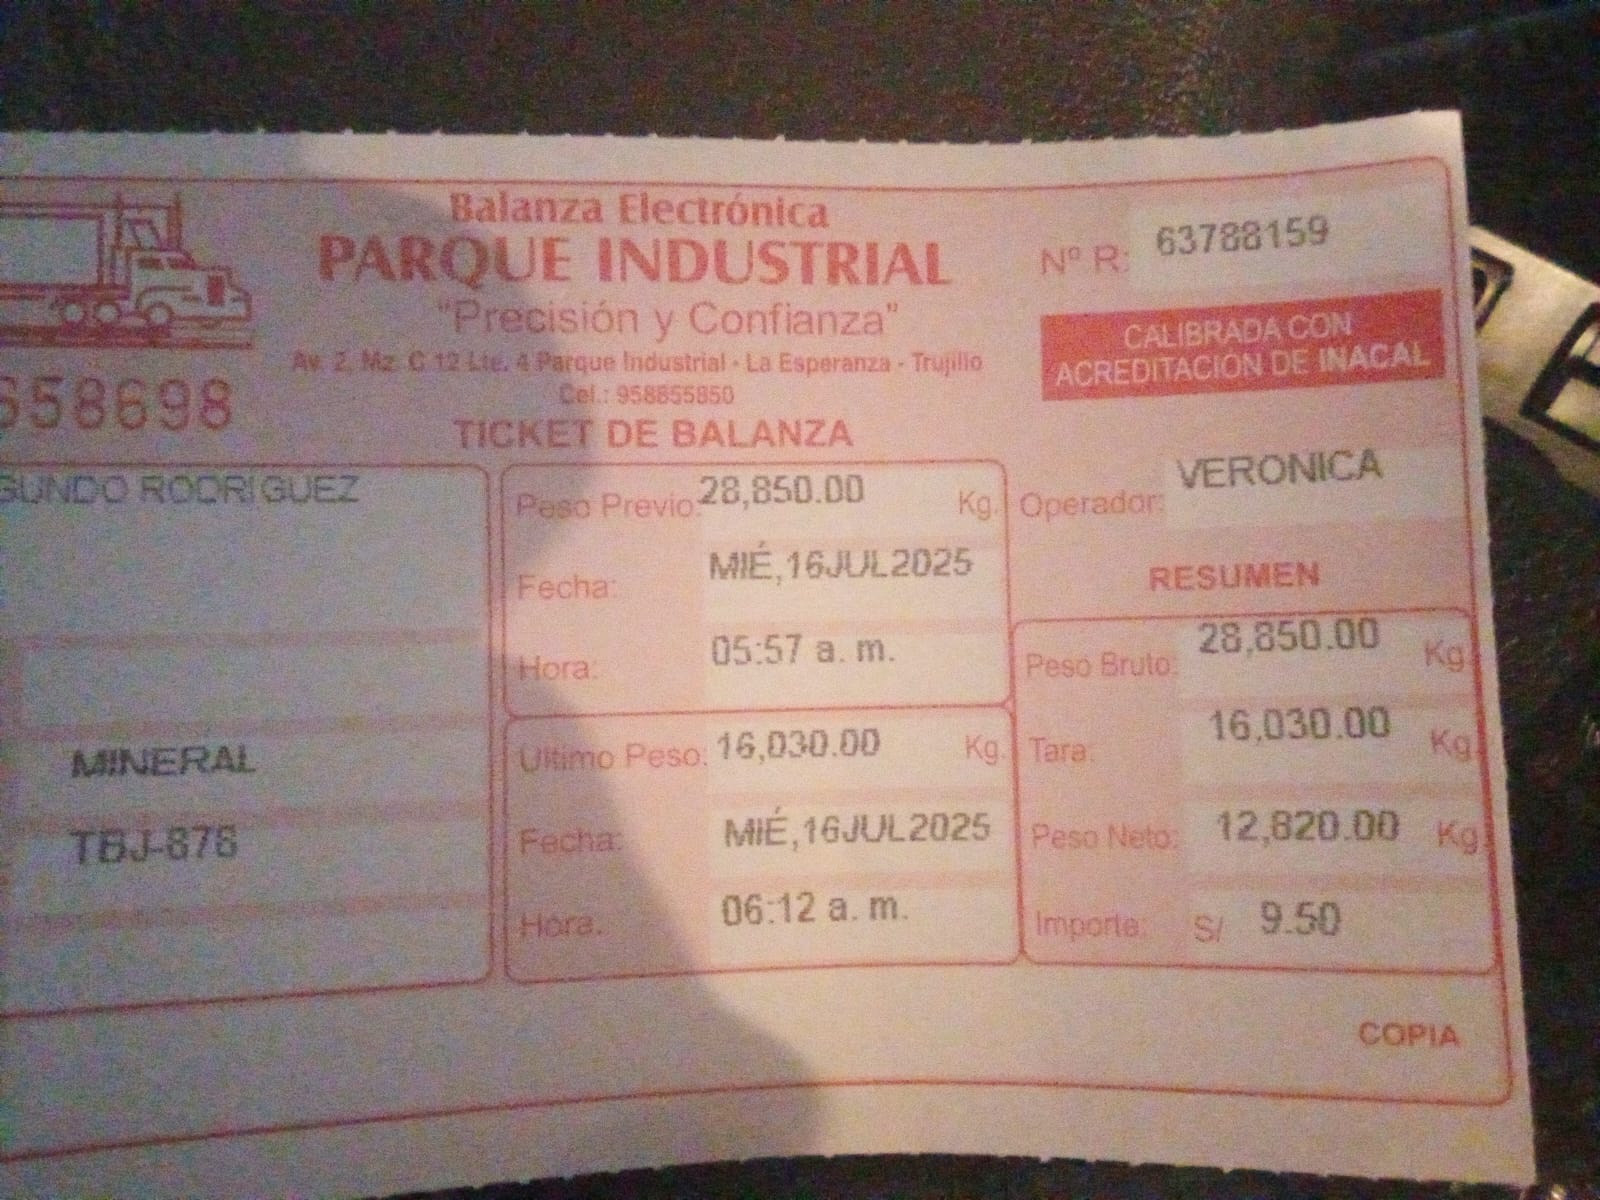 Balanza Electrónica
PARQUE INDUSTRIAL
"Precisión y Confianza"
Av. 2, Mz. C 12 Lte. 4 Parque Industrial - La Esperanza - Trujillo
Cel.: 958855850
TICKET DE BALANZA
Nº R: 63788159
CALIBRADA CON
ACREDITACIÓN DE INACAL
658698
GUNDO RODRIGUEZ
MINERAL
TBJ-878
Peso Previo: 28,850.00 Kg.
Fecha: MIÉ,16JUL2025
Hora: 05:57 a. m.
Ultimo Peso: 16,030.00 Kg.
Fecha: MIÉ,16JUL2025
Hora: 06:12 a. m.
Operador: VERONICA
RESUMEN
Peso Bruto: 28,850.00 Kg.
Tara: 16,030.00 Kg.
Peso Neto: 12,820.00 Kg.
Importe: S/ 9.50
COPIA